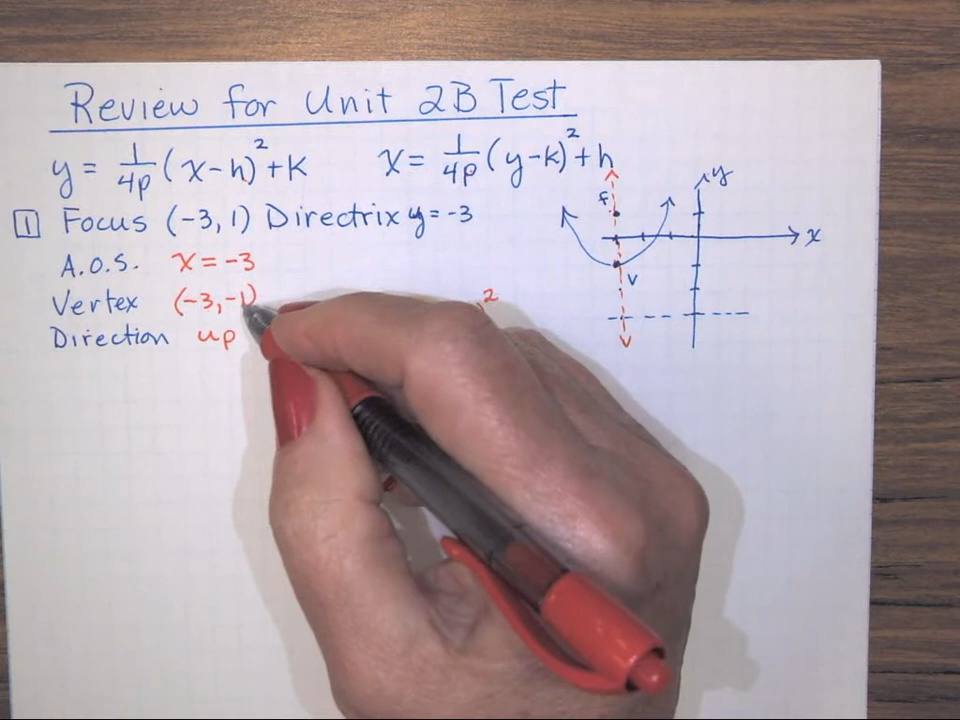 Review for Unit 2B Test
y = 1/4p (x-h)² + k
x = 1/4p (y-k)² + h
1 Focus (-3, 1) Directrix y = -3
A.O.S. x = -3
Vertex (-3, -1)
Direction up
2
y
x
f
v